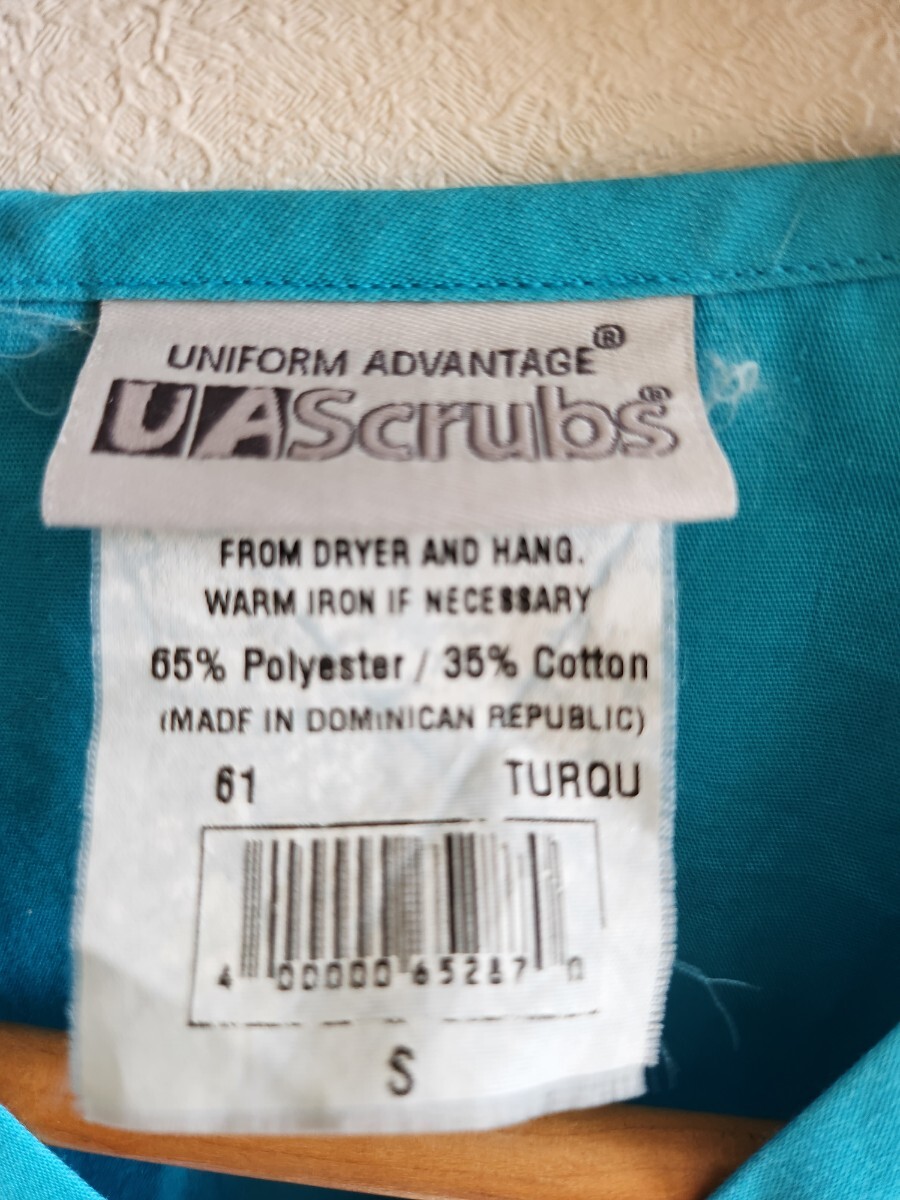 UNIFORM ADVANTAGE®
UAScrubs®
FROM DRYER AND HANG.
WARM IRON IF NECESSARY
65% Polyester / 35% Cotton
(MADE IN DOMINICAN REPUBLIC)
61 TURQU
4 00000 65287 0
S